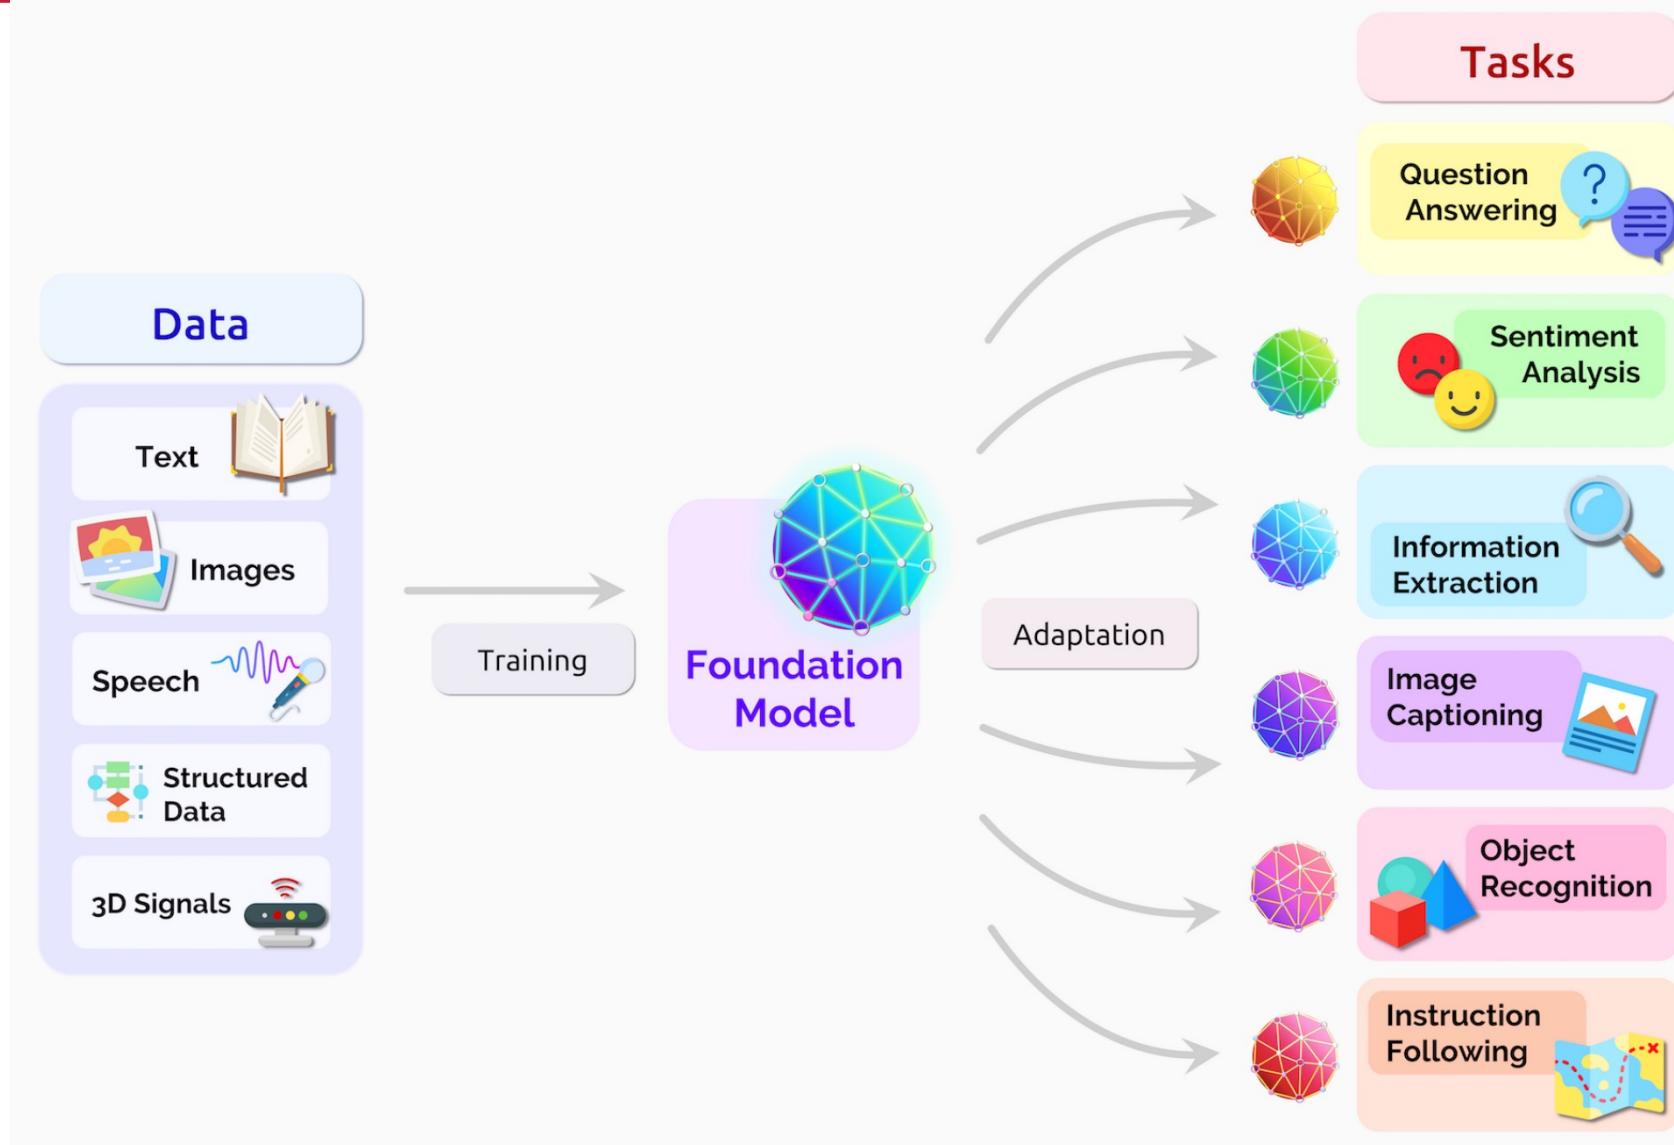 Data
Text
Images
Speech
Structured
Data
3D Signals
Training
Foundation
Model
Adaptation
Tasks
Question
Answering
Sentiment
Analysis
Information
Extraction
Image
Captioning
Object
Recognition
Instruction
Following